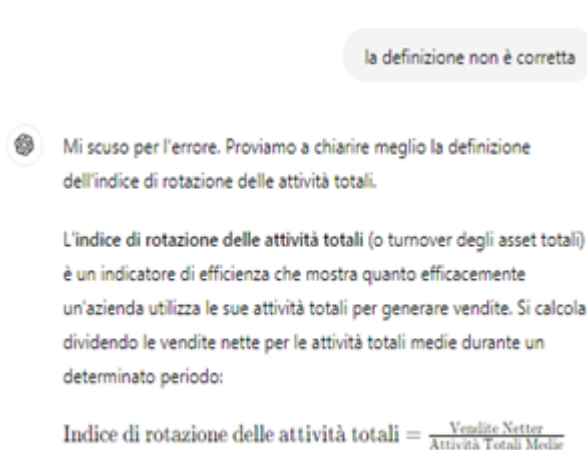 la definizione non è corretta
Mi scuso per l'errore. Proviamo a chiarire meglio la definizione
dell'indice di rotazione delle attività totali.
L'indice di rotazione delle attività totali (o turnover degli asset totali)
è un indicatore di efficienza che mostra quanto efficacemente
un'azienda utilizza le sue attività totali per generare vendite. Si calcola
dividendo le vendite nette per le attività totali medie durante un
determinato periodo:
Indice di rotazione delle attività totali = Vendite Netter / Attività Totali Medie